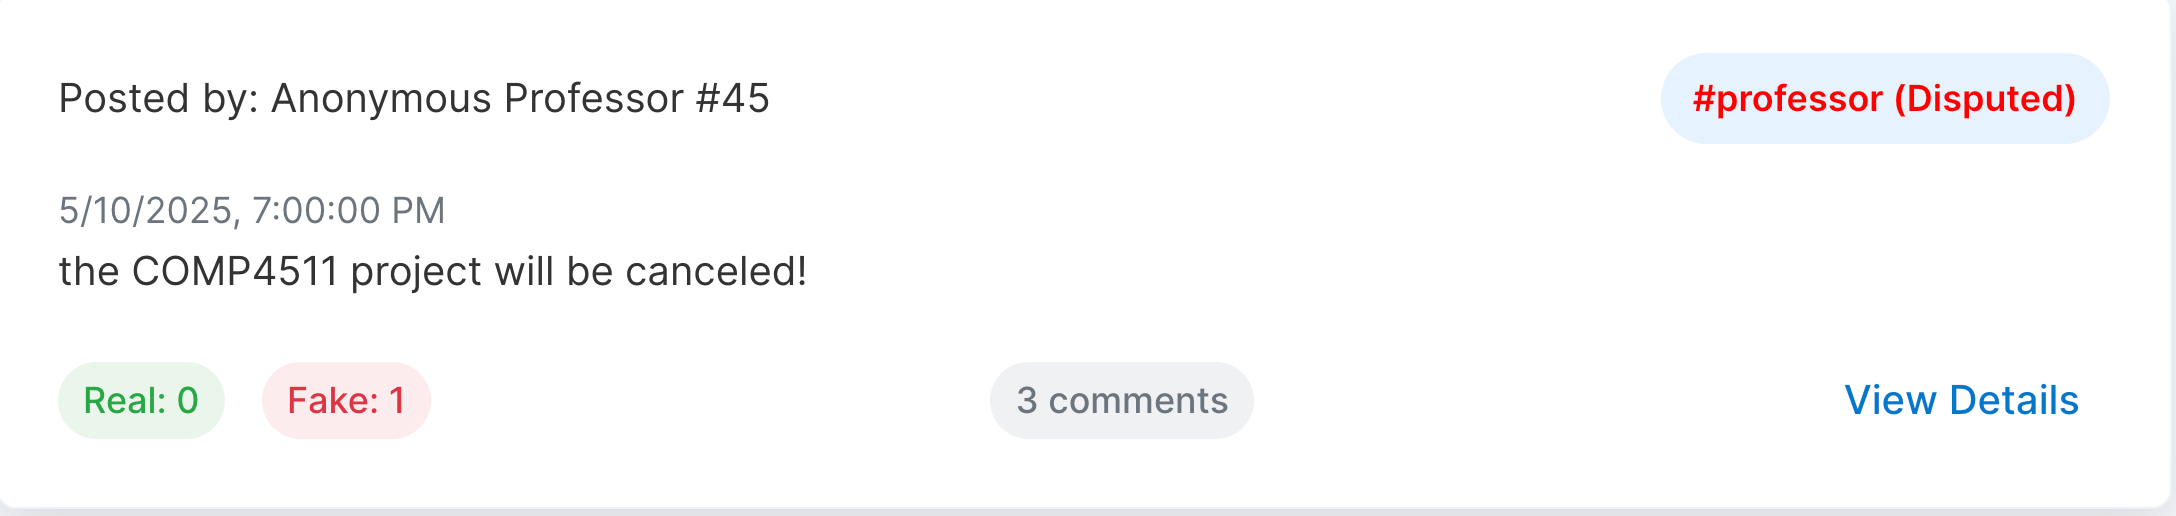 Posted by: Anonymous Professor #45
#professor (Disputed)
5/10/2025, 7:00:00 PM
the COMP4511 project will be canceled!
Real: 0
Fake: 1
3 comments
View Details